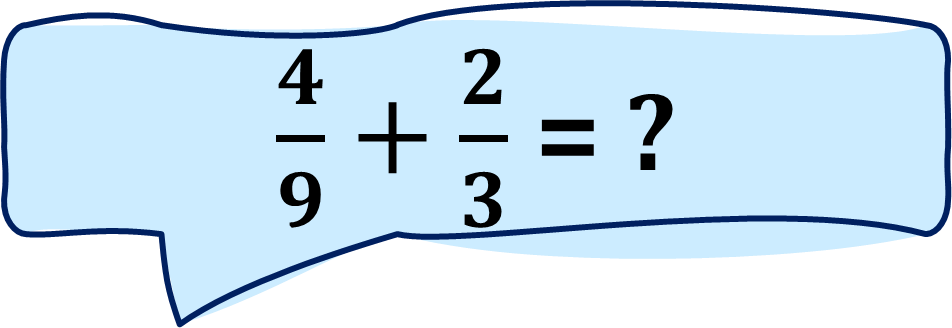 4/9 + 2/3 = ?